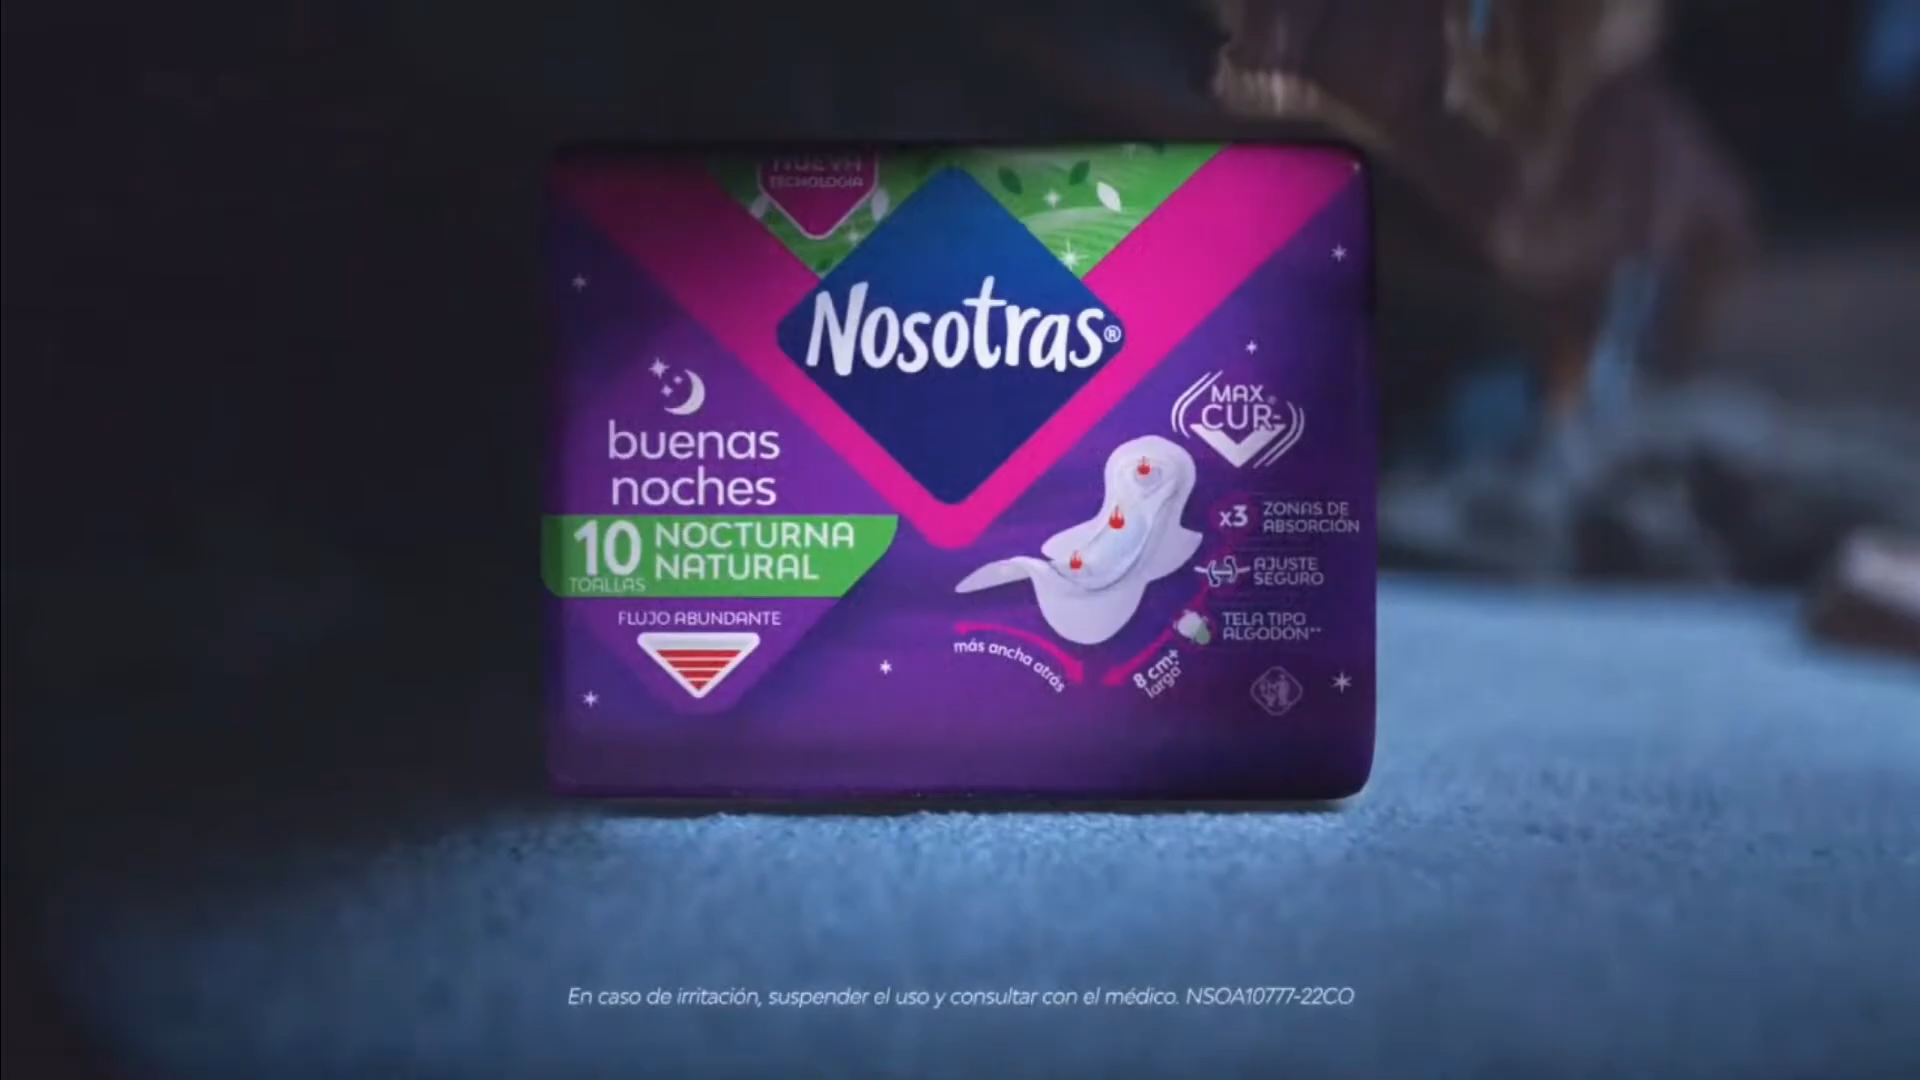 NUEVA
TECNOLOGÍA
Nosotras®
buenas
noches
10 TOALLAS
NOCTURNA
NATURAL
FLUJO ABUNDANTE
MAX
CUR-
x3 ZONAS DE
ABSORCIÓN
AJUSTE
SEGURO
TELA TIPO
ALGODÓN**
más ancha atrás
8 cm+
largo*
En caso de irritación, suspender el uso y consultar con el médico. NSOA10777-22CO